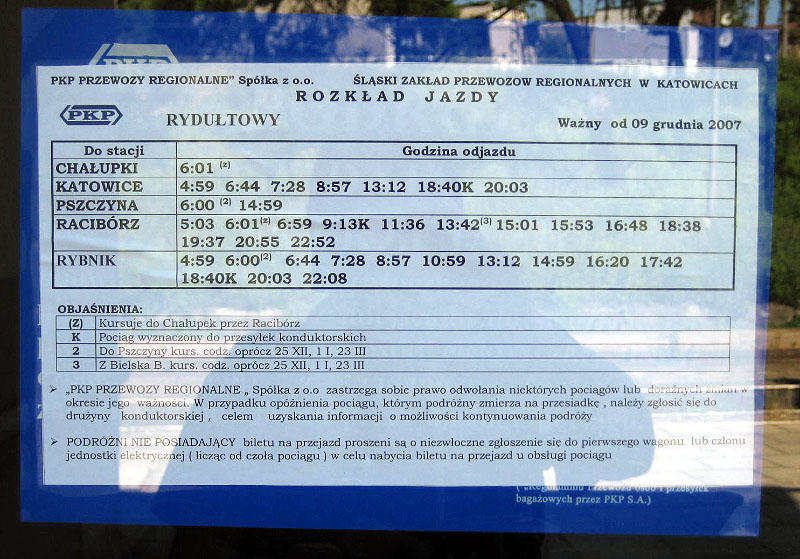 PKP PRZEWOZY REGIONALNE" Spółka z o.o. ŚLĄSKI ZAKŁAD PRZEWOZOW REGIONALNYCH W KATOWICACH
ROZKŁAD JAZDY
PKP RYDUŁTOWY Ważny od 09 grudnia 2007
Do stacji Godzina odjazdu
CHAŁUPKI 6:01 (z)
KATOWICE 4:59 6:44 7:28 8:57 13:12 18:40K 20:03
PSZCZYNA 6:00 (2) 14:59
RACIBÓRZ 5:03 6:01(z) 6:59 9:13K 11:36 13:42(3) 15:01 15:53 16:48 18:38
19:37 20:55 22:52
RYBNIK 4:59 6:00(2) 6:44 7:28 8:57 10:59 13:12 14:59 16:20 17:42
18:40K 20:03 22:08
OBJAŚNIENIA:
(Z) Kursuje do Chałupek przez Racibórz
K Pociąg wyznaczony do przesyłek konduktorskich
2 Do Pszczyny kurs. codz. oprócz 25 XII, 1 I, 23 III
3 Z Bielska B. kurs. codz. oprócz 25 XII, 1 I, 23 III
➢ „PKP PRZEWOZY REGIONALNE „ Spółka z o.o zastrzega sobie prawo odwołania niektórych pociągów lub doraźnych zmian w
okresie jego ważności. W przypadku opóźnienia pociągu, którym podróżny zmierza na przesiadkę , należy zgłosić się do
drużyny konduktorskiej , celem uzyskania informacji o możliwości kontynuowania podróży
➢ PODRÓŻNI NIE POSIADAJĄCY biletu na przejazd proszeni są o niezwłoczne zgłoszenie się do pierwszego wagonu lub członu
jednostki elektrycznej ( licząc od czoła pociągu ) w celu nabycia biletu na przejazd u obsługi pociągu
( „Regulaminu Przewozu osób i przesyłek
bagażowych przez PKP S.A.)